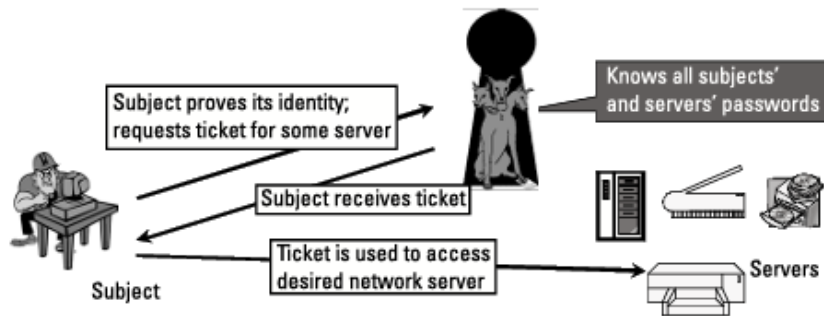 Subject proves its identity;
requests ticket for some server
Knows all subjects'
and servers' passwords
Subject receives ticket
Ticket is used to access
desired network server
Subject
Servers